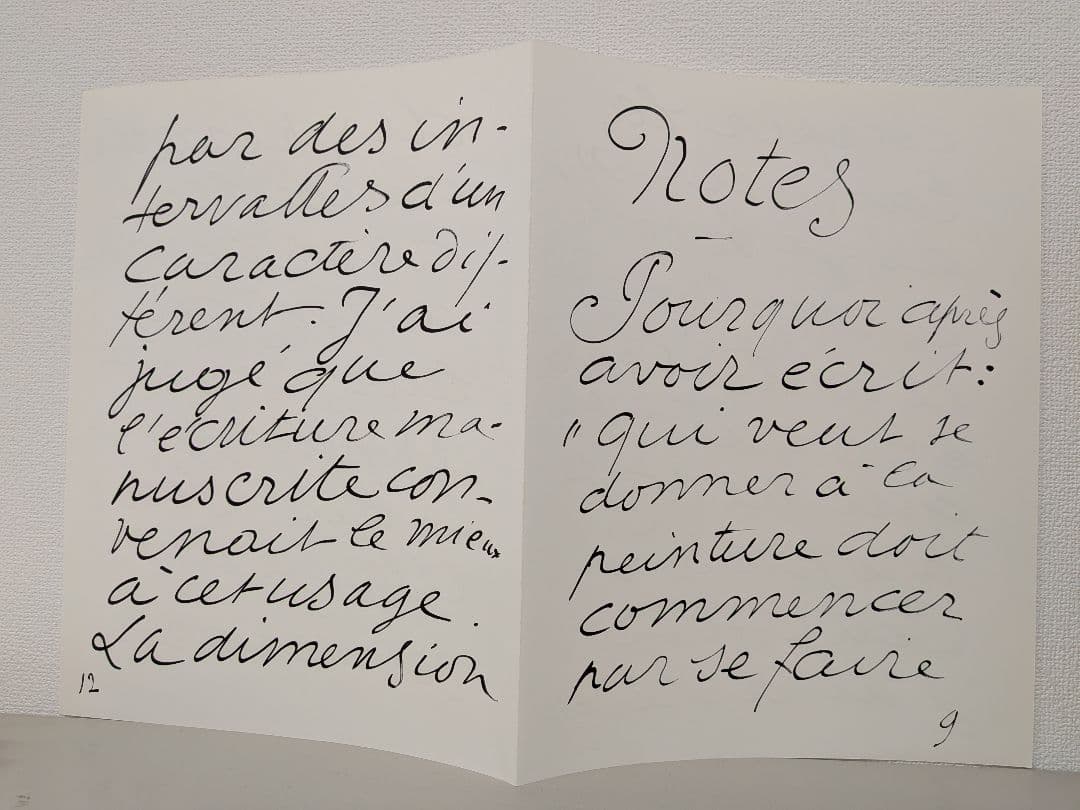 par des in-
tervalles d'un
caractère dif-
férent. J'ai
jugé que
l'écriture ma-
nuscrite con-
venait le mieux
à cet usage.
La dimension
12
Notes
—
Pourquoi après
avoir écrit:
"qui veut se
donner à la
peinture doit
commencer
par se faire
9